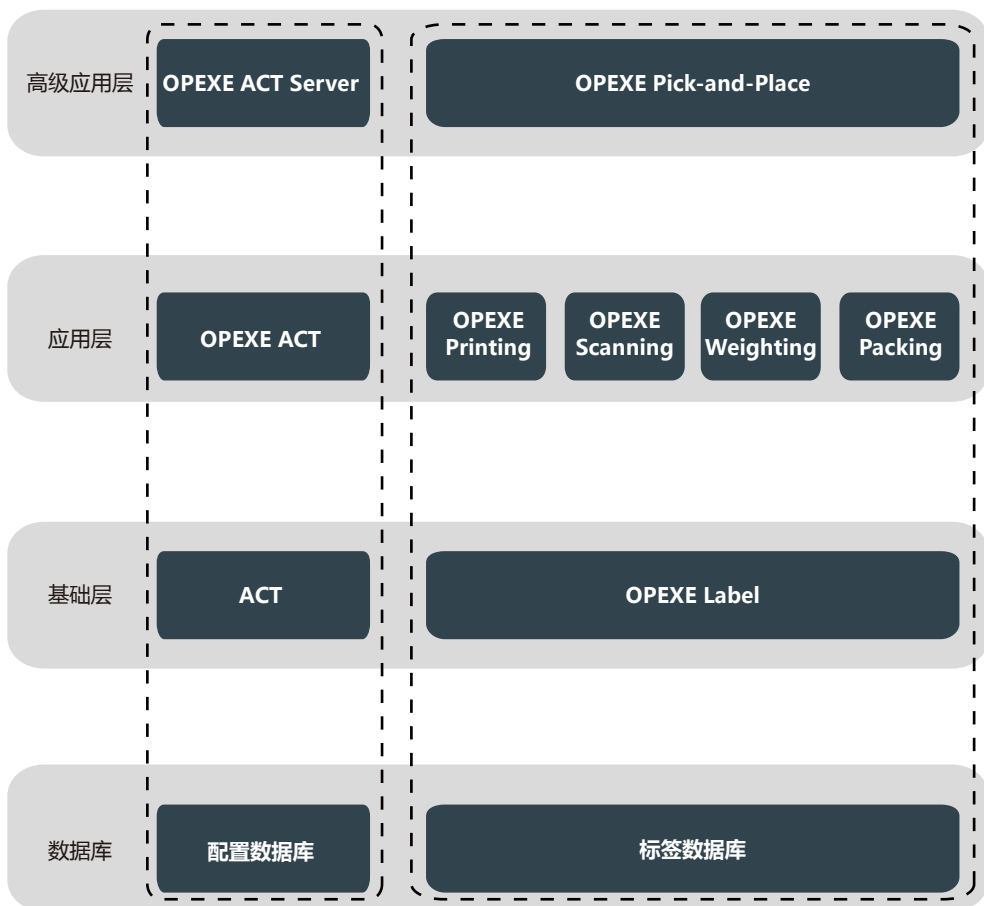 高级应用层
OPEXE ACT Server
OPEXE Pick-and-Place
应用层
OPEXE ACT
OPEXE
Printing
OPEXE
Scanning
OPEXE
Weighting
OPEXE
Packing
基础层
ACT
OPEXE Label
数据库
配置数据库
标签数据库